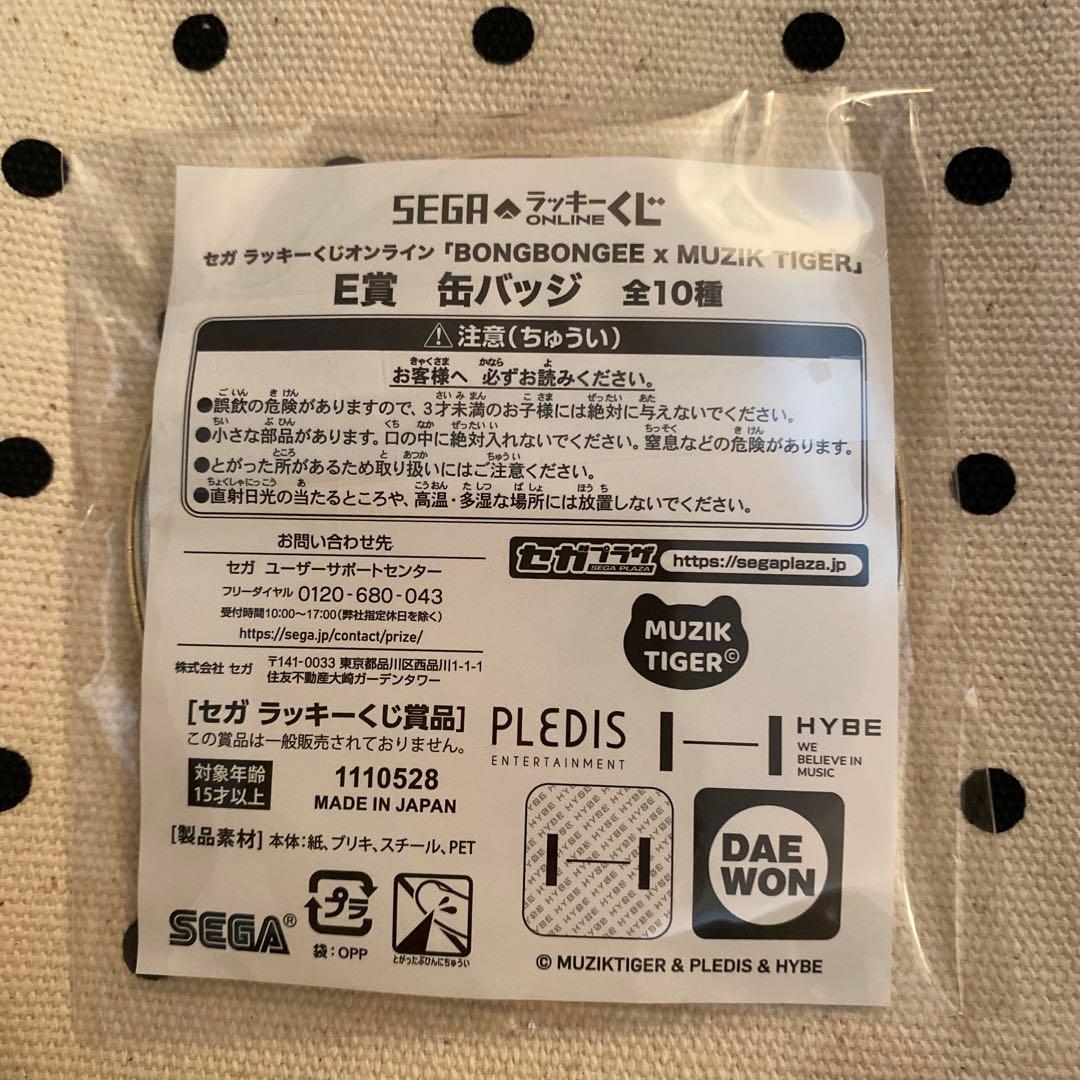 SEGA ラッキーくじ ONLINE
セガ ラッキーくじオンライン「BONGBONGEE x MUZIK TIGER」
E賞 缶バッジ 全10種
注意(ちゅうい)
お客様へ 必ずお読みください。
●誤飲の危険がありますので、3才未満のお子様には絶対に与えないでください。
●小さな部品があります。口の中に絶対入れないでください。窒息などの危険があります。
●とがった所があるため取り扱いにはご注意ください。
●直射日光の当たるところや、高温・多湿な場所には放置しないでください。
お問い合わせ先
セガ ユーザーサポートセンター
フリーダイヤル 0120-680-043
受付時間10:00〜17:00(弊社指定休日を除く)
https://sega.jp/contact/prize/
株式会社 セガ 〒141-0033 東京都品川区西品川1-1-1
住友不動産大崎ガーデンタワー
セガプラザ SEGA PLAZA https://segaplaza.jp
MUZIK
TIGER©
[セガ ラッキーくじ賞品]
この賞品は一般販売されておりません。
対象年齢
15才以上
1110528
MADE IN JAPAN
[製品素材] 本体:紙、ブリキ、スチール、PET
PLEDIS
ENTERTAINMENT
HYBE
WE
BELIEVE IN
MUSIC
SEGA®
プラ
袋:OPP
とがったぶひんにちゅうい
HYBE
DAE
WON
© MUZIKTIGER & PLEDIS & HYBE